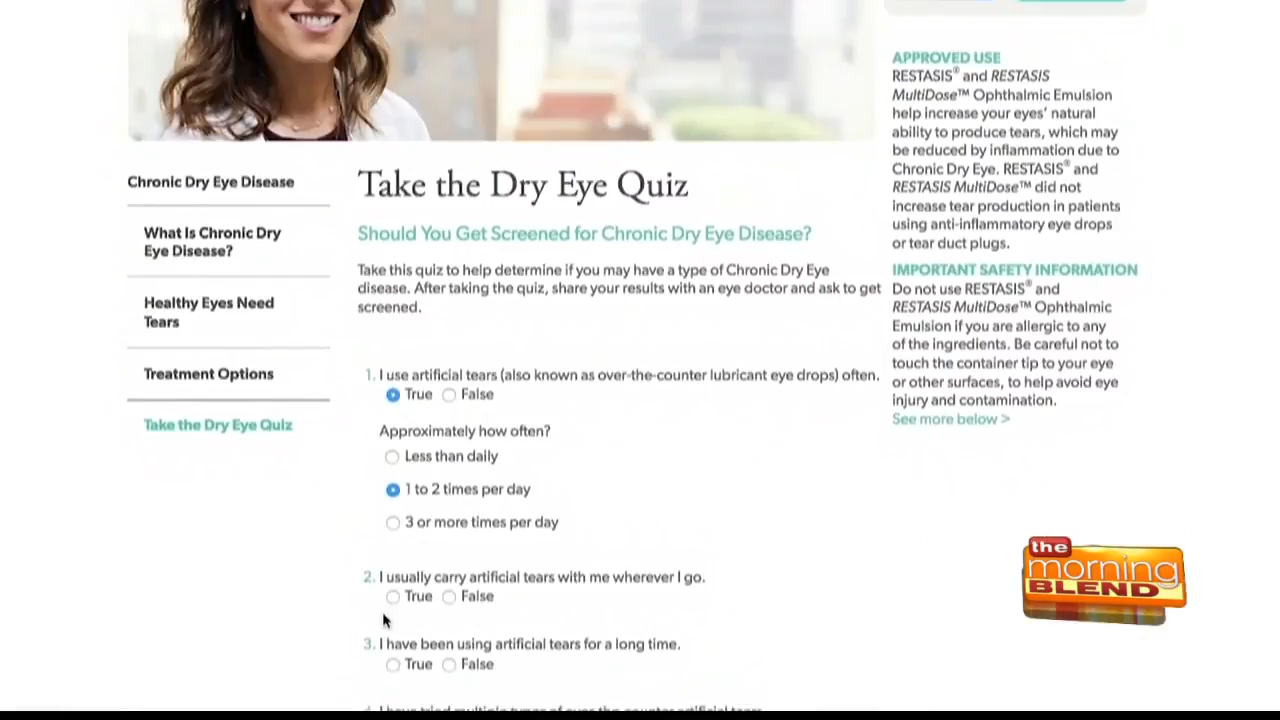 Chronic Dry Eye Disease
What Is Chronic Dry
Eye Disease?
Healthy Eyes Need
Tears
Treatment Options
Take the Dry Eye Quiz
Take the Dry Eye Quiz
Should You Get Screened for Chronic Dry Eye Disease?
Take this quiz to help determine if you may have a type of Chronic Dry Eye
disease. After taking the quiz, share your results with an eye doctor and ask to get
screened.
1. I use artificial tears (also known as over-the-counter lubricant eye drops) often.
True False
Approximately how often?
Less than daily
1 to 2 times per day
3 or more times per day
2. I usually carry artificial tears with me wherever I go.
True False
3. I have been using artificial tears for a long time.
True False
APPROVED USE
RESTASIS® and RESTASIS
MultiDose™ Ophthalmic Emulsion
help increase your eyes' natural
ability to produce tears, which may
be reduced by inflammation due to
Chronic Dry Eye. RESTASIS® and
RESTASIS MultiDose™ did not
increase tear production in patients
using anti-inflammatory eye drops
or tear duct plugs.
IMPORTANT SAFETY INFORMATION
Do not use RESTASIS® and
RESTASIS MultiDose™ Ophthalmic
Emulsion if you are allergic to any
of the ingredients. Be careful not to
touch the container tip to your eye
or other surfaces, to help avoid eye
injury and contamination.
See more below >
the
morning
BLEND